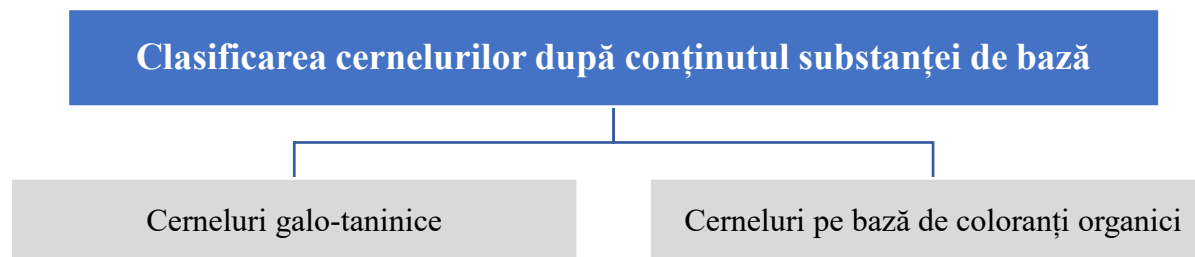 Clasificarea cernelurilor după conținutul substanței de bază
Cerneluri galo-taninice
Cerneluri pe bază de coloranți organici